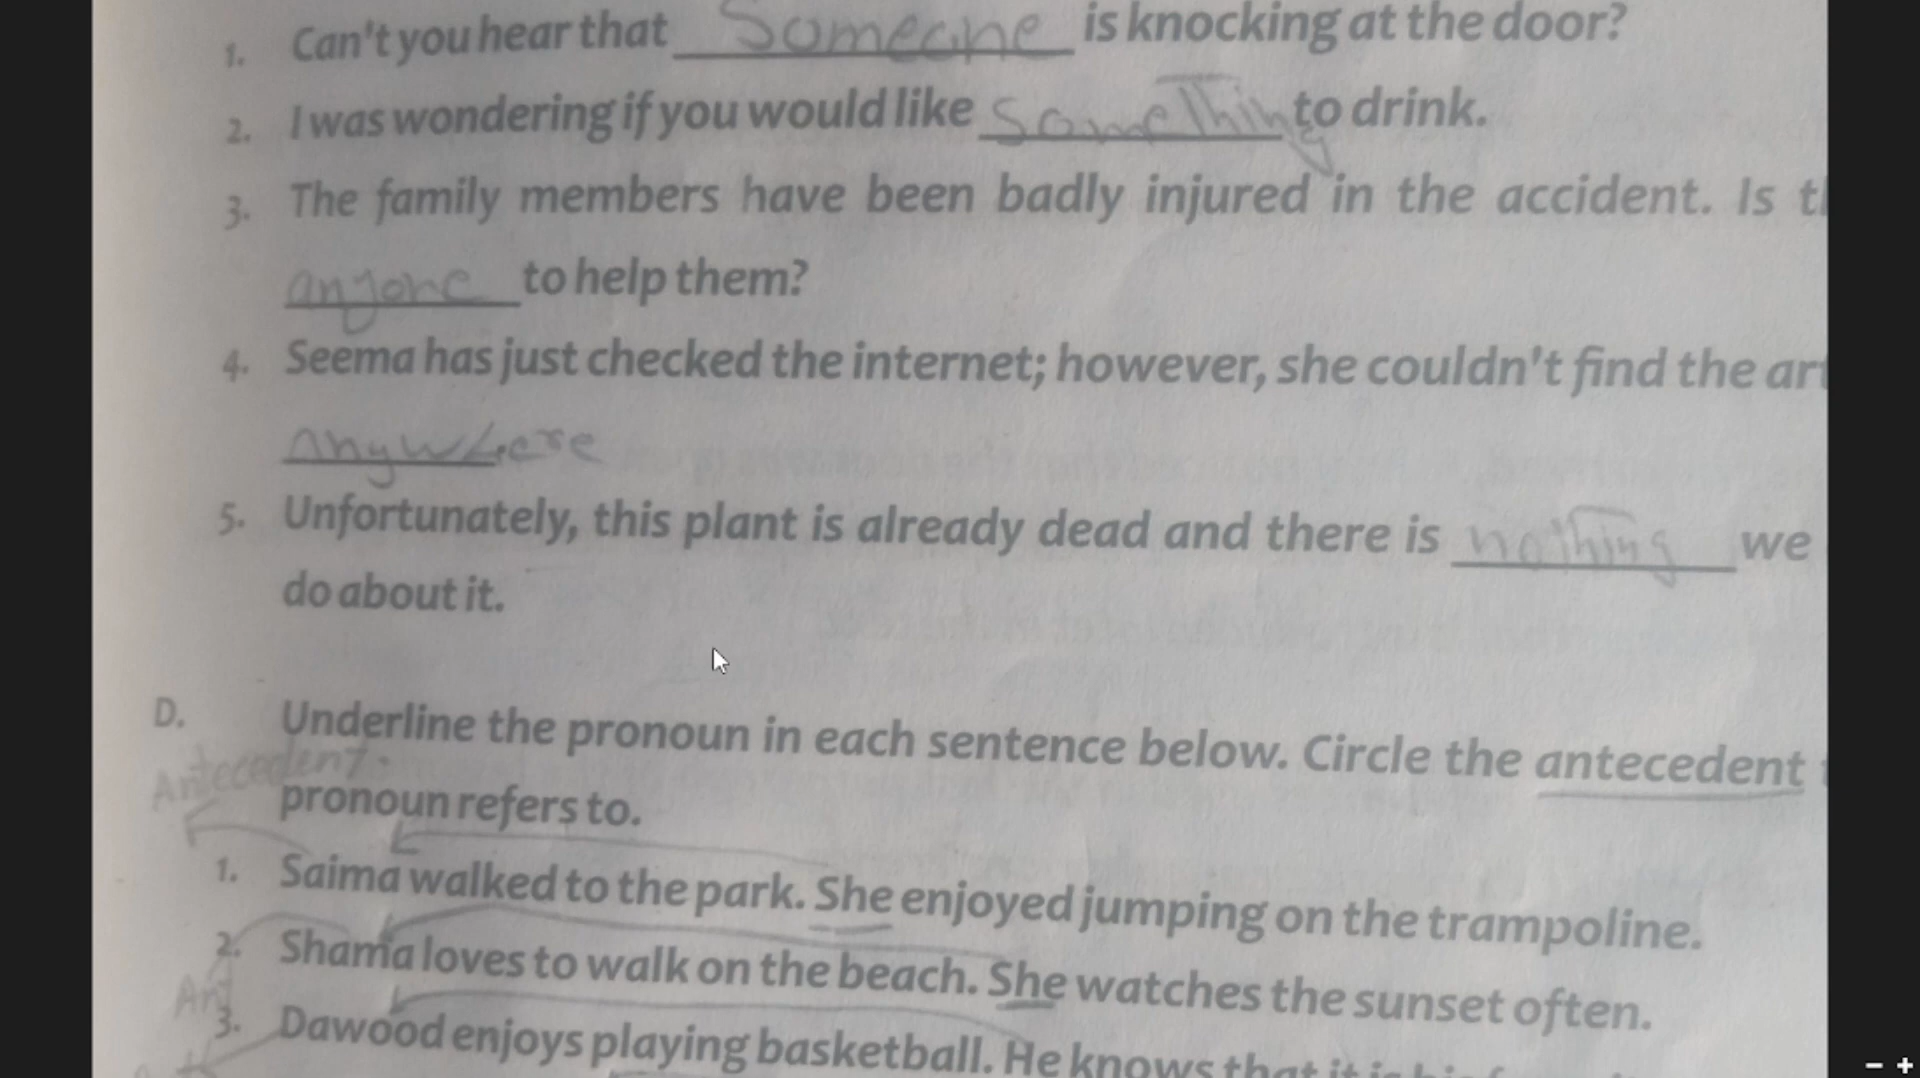 1. Can't you hear that someone is knocking at the door?
2. I was wondering if you would like something to drink.
3. The family members have been badly injured in the accident. Is
anyone to help them?
4. Seema has just checked the internet; however, she couldn't find the
anywhere
5. Unfortunately, this plant is already dead and there is nothing we
do about it.
D. Underline the pronoun in each sentence below. Circle the antecedent
Antecedent.
pronoun refers to.
1. Saima walked to the park. She enjoyed jumping on the trampoline.
2. Shama loves to walk on the beach. She watches the sunset often.
3. Dawood enjoys playing basketball. He knows that it is